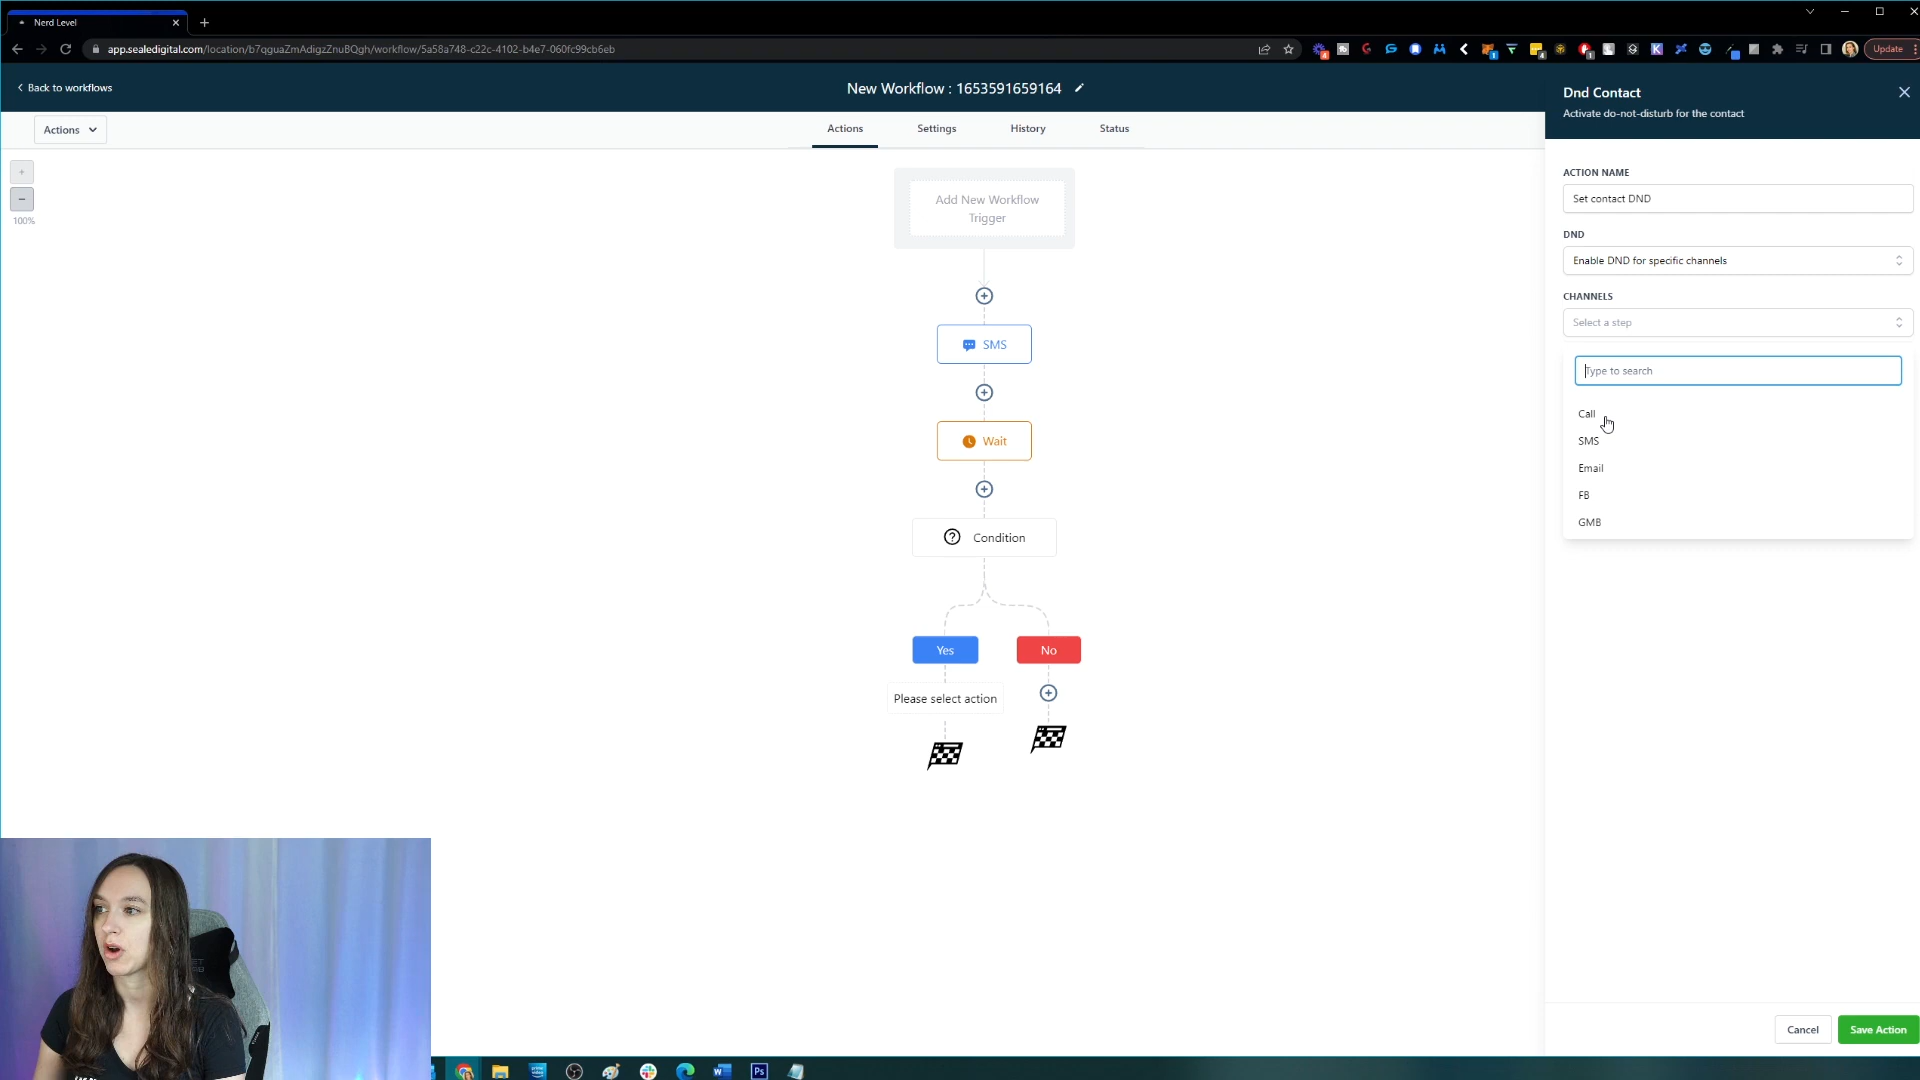 Nerd Level
app.sealedigital.com/location/b7qguaZmAdigzZnuBQgh/workflow/5a58a748-c22c-4102-b4e7-060fc99cb6eb
Update
Back to workflows
New Workflow : 1653591659164
Actions
Actions
Settings
History
Status
+
−
100%
Add New Workflow
Trigger
SMS
Wait
Condition
Yes
No
Please select action
Dnd Contact
Activate do-not-disturb for the contact
ACTION NAME
Set contact DND
DND
Enable DND for specific channels
CHANNELS
Select a step
Type to search
Call
SMS
Email
FB
GMB
Cancel
Save Action
Ps